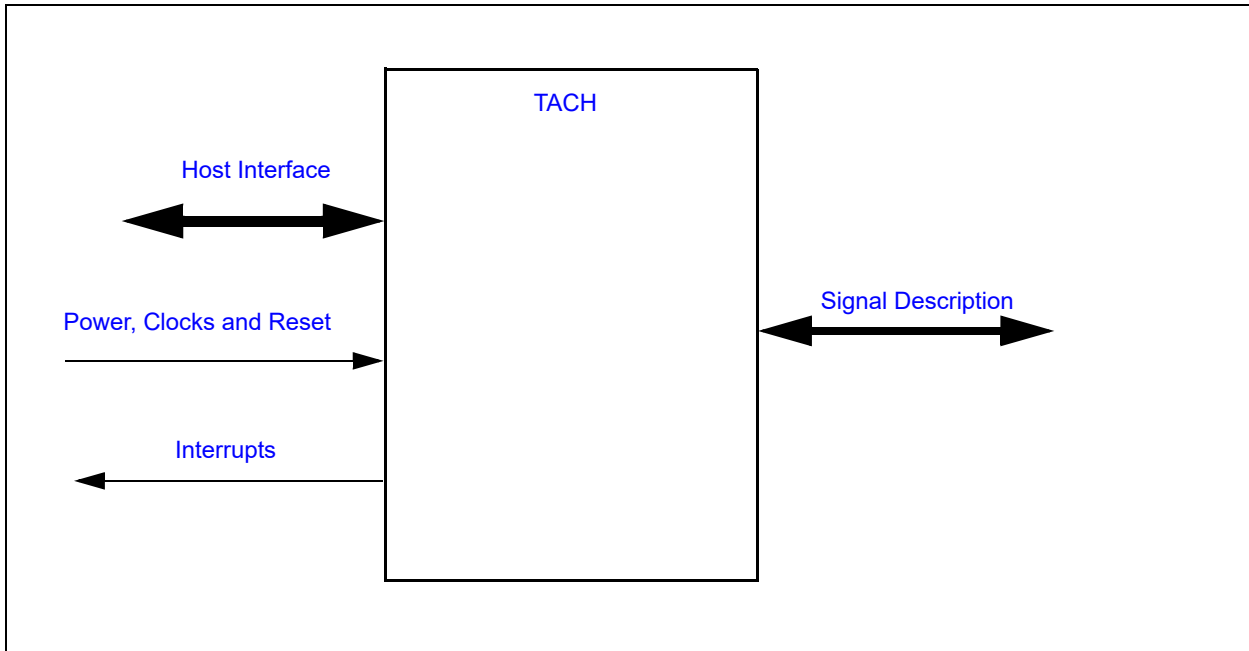 TACH
Host Interface
Signal Description
Power, Clocks and Reset
Interrupts